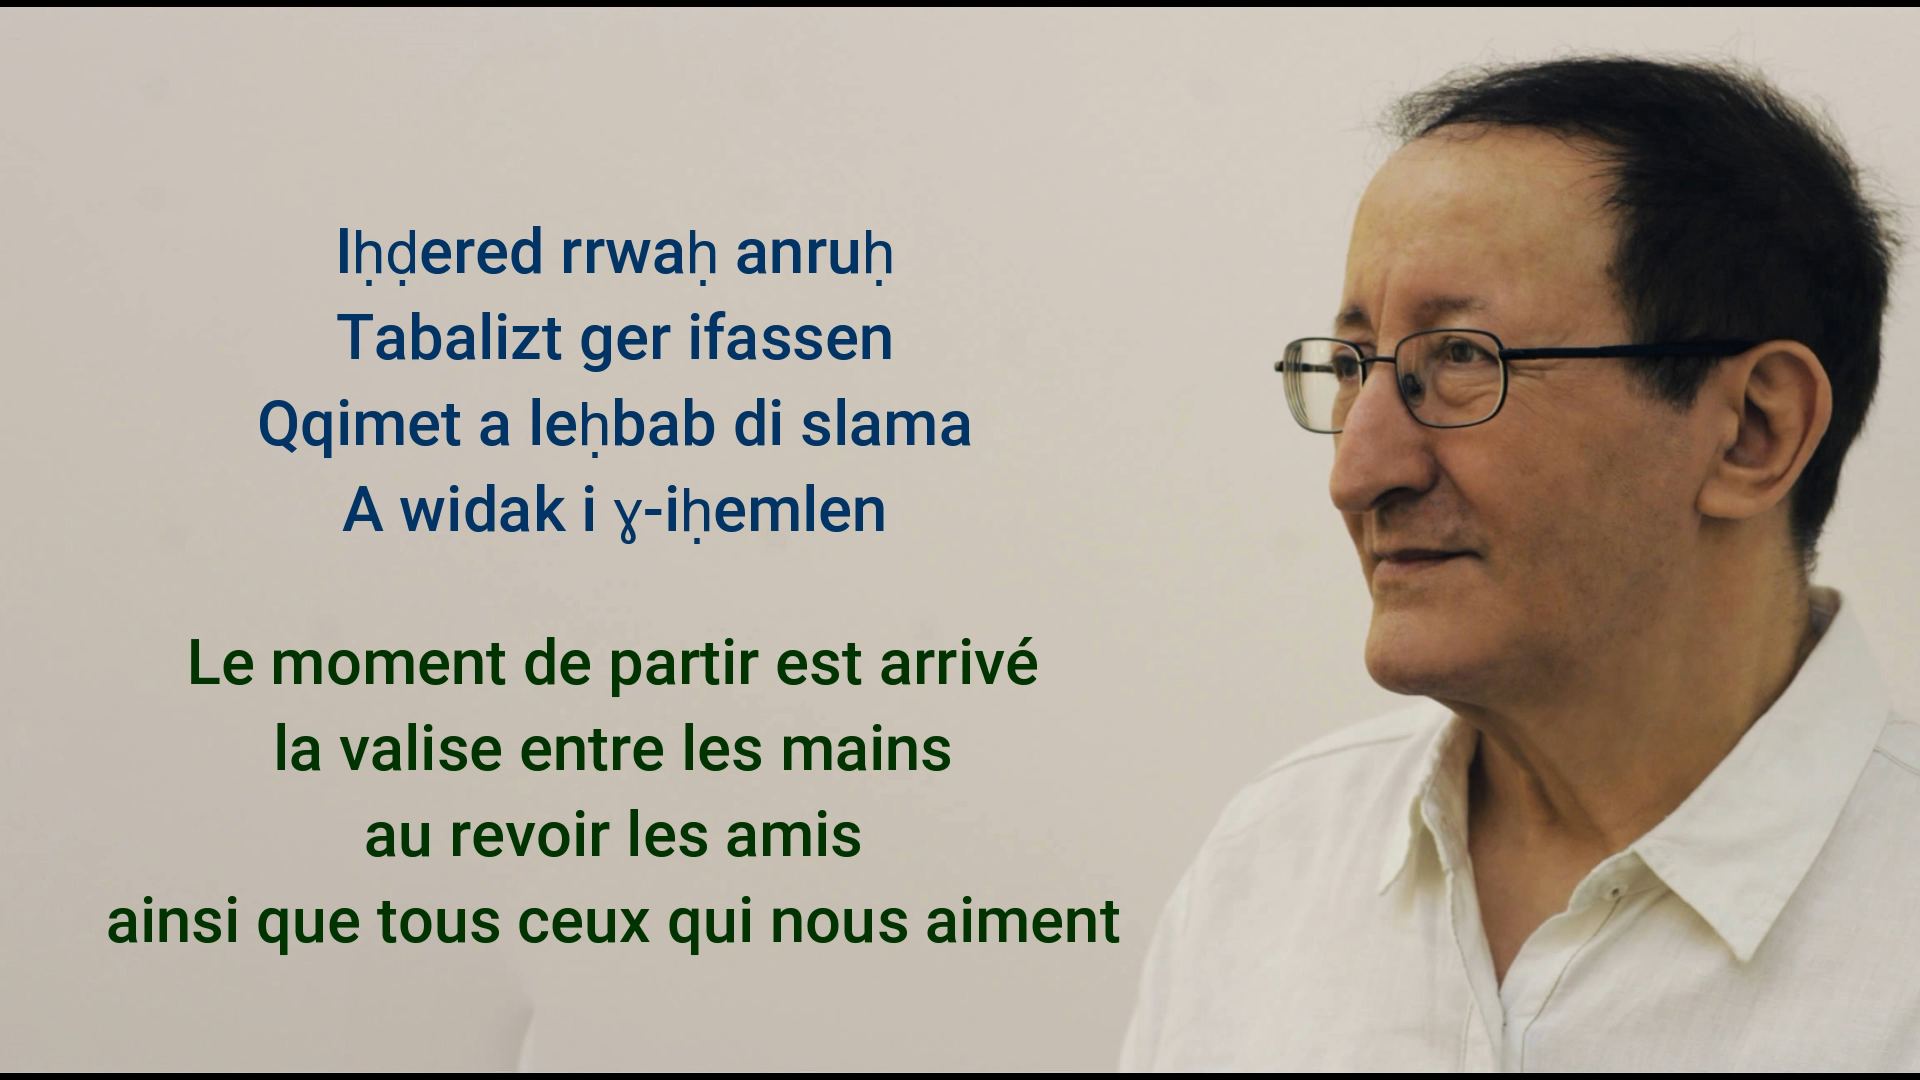 Iḥḍered rrwaḥ anruḥ
Tabalizt ger ifassen
Qqimet a leḥbab di slama
A widak i ɣ-iḥemlen
Le moment de partir est arrivé
la valise entre les mains
au revoir les amis
ainsi que tous ceux qui nous aiment